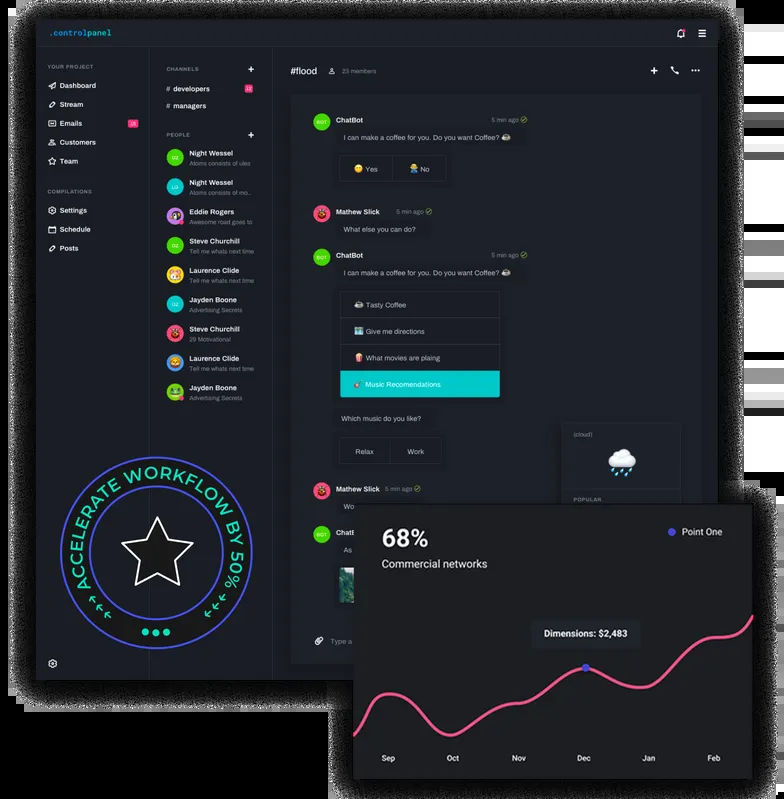 .controlpanel
YOUR PROJECT
Dashboard
Stream
Emails
Customers
Team
COMPILATIONS
Settings
Schedule
Posts
CHANNELS
# developers
# managers
PEOPLE
Night Wessel
Atoms consists of ules
Night Wessel
Atoms consists of mo..
Eddie Rogers
Awesome road goes to
Steve Churchill
Tell me whats next time
Laurence Clide
Tell me whats next time
Jayden Boone
Advertising Secrets
Steve Churchill
29 Motivational
Laurence Clide
Tell me whats next time
Jayden Boone
Advertising Secrets
#flood
23 members
ChatBot
5 min ago
I can make a coffee for you. Do you want Coffee?
Yes
No
Mathew Slick
5 min ago
What else you can do?
ChatBot
5 min ago
I can make a coffee for you. Do you want Coffee?
Tasty Coffee
Give me directions
What movies are plaing
Music Recomendations
Which music do you like?
Relax
Work
Mathew Slick
5 min ago
Wo
ChatB
As
Type a
(cloud)
POPULAR
ACCELERATE WORKFLOW BY 50%
68%
Commercial networks
Point One
Dimensions: $2,483
Sep
Oct
Nov
Dec
Jan
Feb